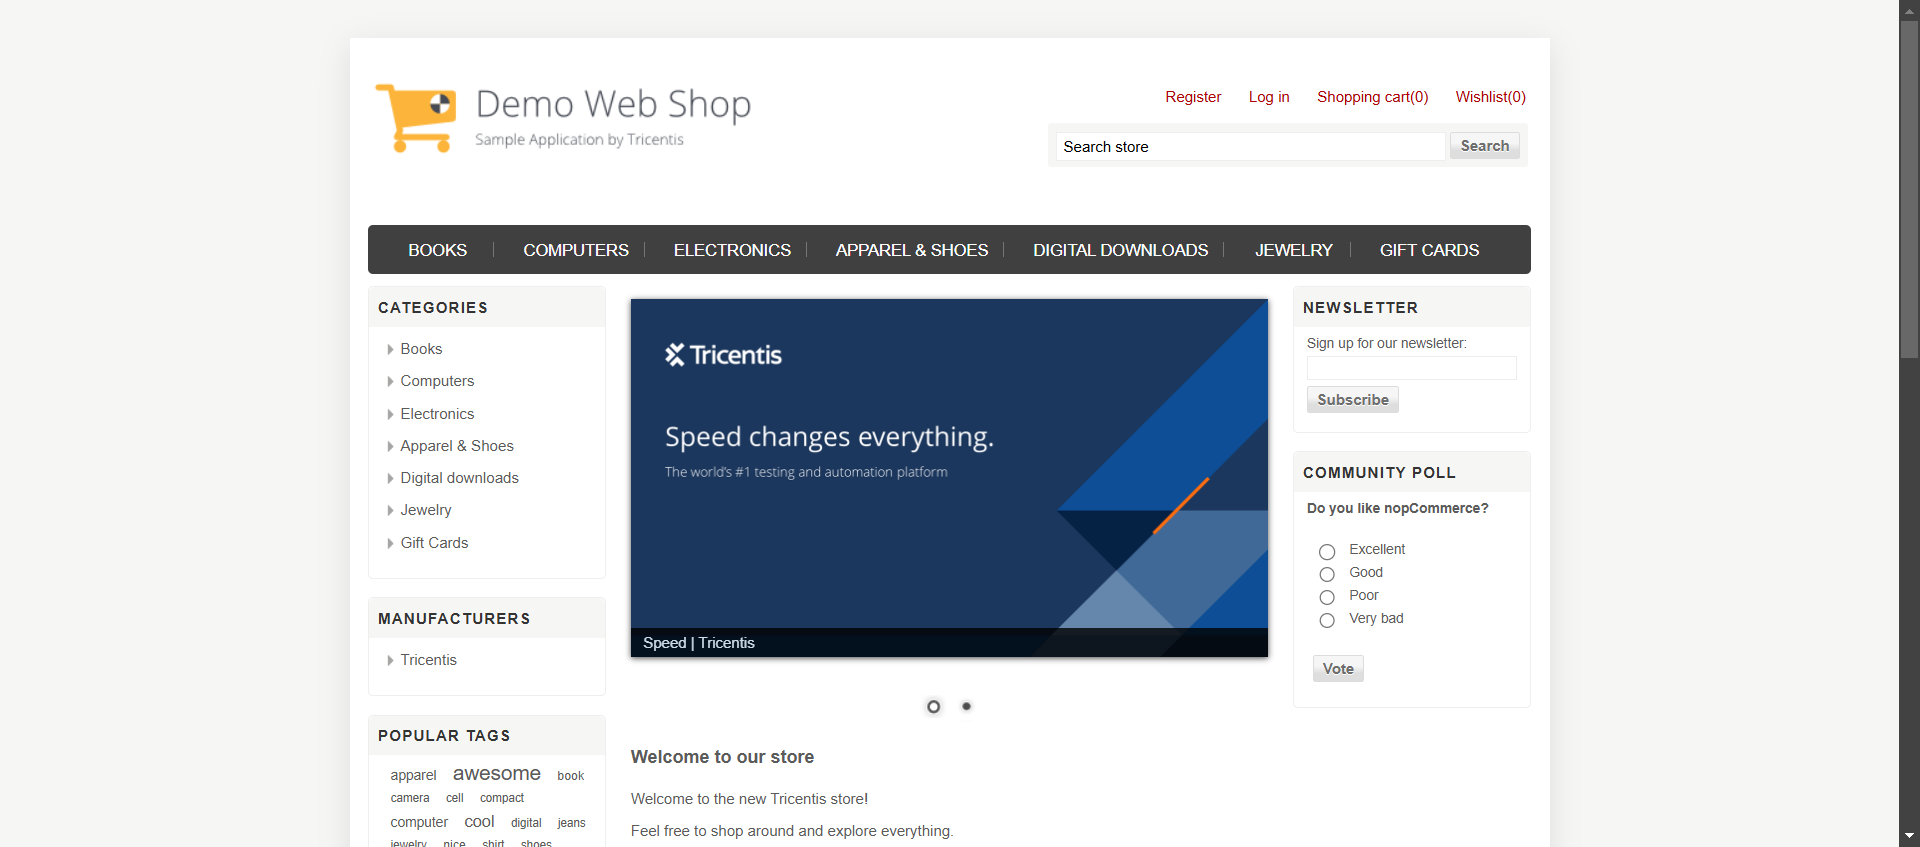 Demo Web Shop
Sample Application by Tricentis
Register Log in Shopping cart(0) Wishlist(0)
Search store Search
BOOKS COMPUTERS ELECTRONICS APPAREL & SHOES DIGITAL DOWNLOADS JEWELRY GIFT CARDS
CATEGORIES
Books
Computers
Electronics
Apparel & Shoes
Digital downloads
Jewelry
Gift Cards
MANUFACTURERS
Tricentis
POPULAR TAGS
apparel awesome book
camera cell compact
computer cool digital jeans
jewelry nice shirt shoes
Tricentis
Speed changes everything.
The world's #1 testing and automation platform
Speed | Tricentis
Welcome to our store
Welcome to the new Tricentis store!
Feel free to shop around and explore everything.
NEWSLETTER
Sign up for our newsletter:
Subscribe
COMMUNITY POLL
Do you like nopCommerce?
Excellent
Good
Poor
Very bad
Vote